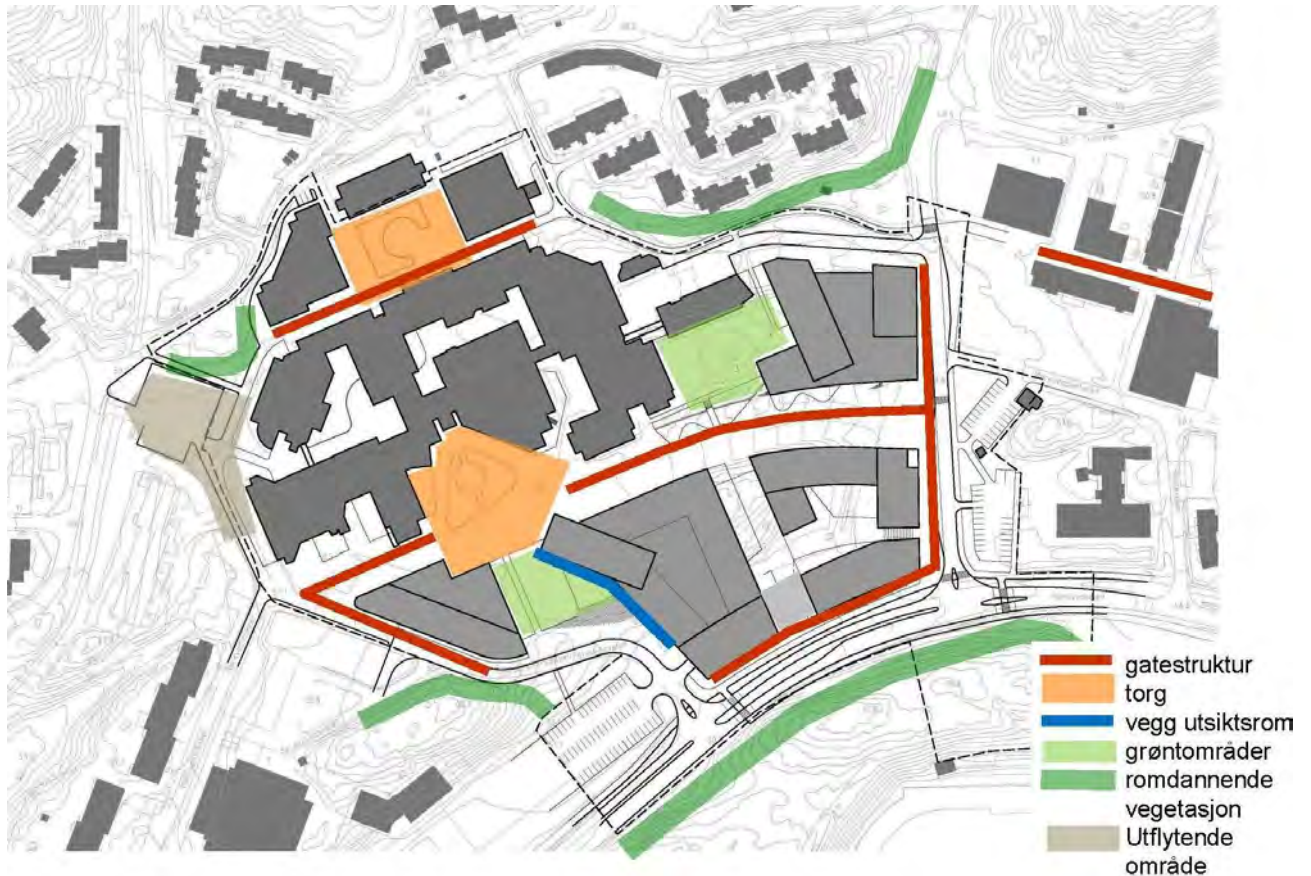 gatestruktur
torg
vegg utsiktsrom
grøntområder
romdannende
vegetasjon
Utflytende
område